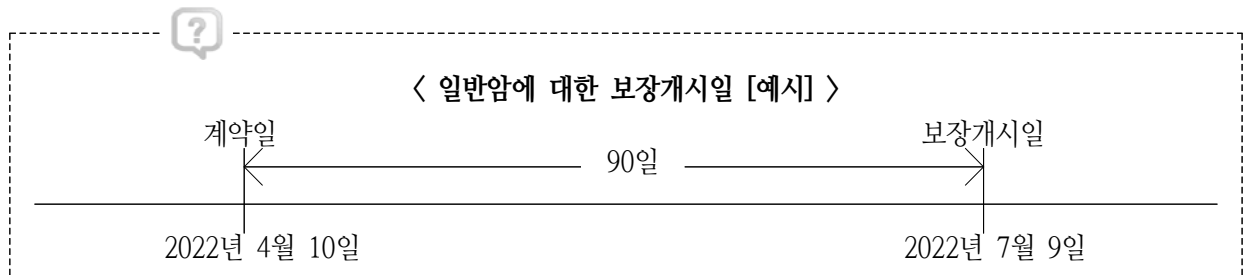 ?
〈 일반암에 대한 보장개시일 [예시] 〉
계약일 보장개시일
90일
2022년 4월 10일 2022년 7월 9일